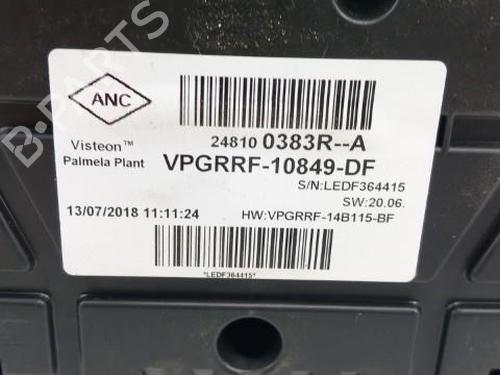 ANC
24810 0383R--A
Visteon™
Palmela Plant
VPGRRF-10849-DF
S/N:LEDF364415
SW:20.06.
13/07/2018 11:11:24
HW:VPGRRF-14B115-BF
*LEDF364415*
B-PARTS